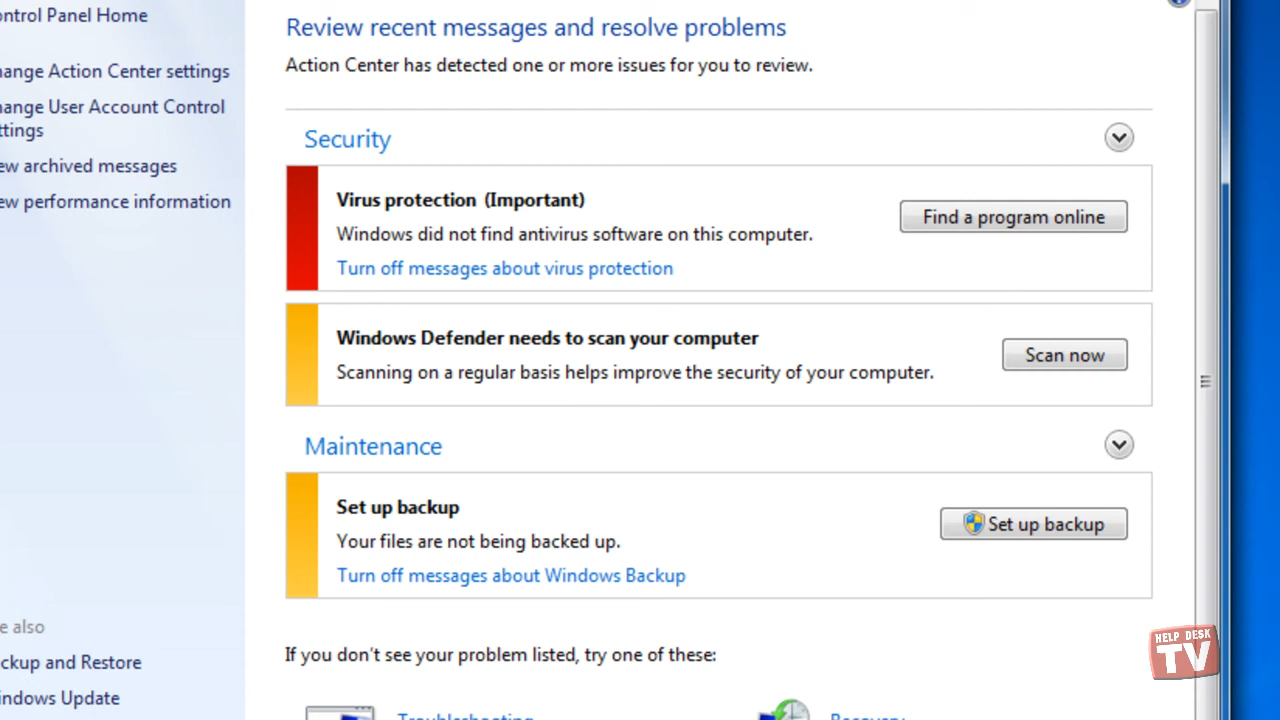 ontrol Panel Home
hange Action Center settings
hange User Account Control
ttings
ew archived messages
ew performance information
Review recent messages and resolve problems
Action Center has detected one or more issues for you to review.
Security
Virus protection (Important)
Find a program online
Windows did not find antivirus software on this computer.
Turn off messages about virus protection
Windows Defender needs to scan your computer
Scan now
Scanning on a regular basis helps improve the security of your computer.
Maintenance
Set up backup
Set up backup
Your files are not being backed up.
Turn off messages about Windows Backup
If you don't see your problem listed, try one of these:
Troubleshooting
Recovery
e also
ckup and Restore
indows Update
HELP DESK
TV